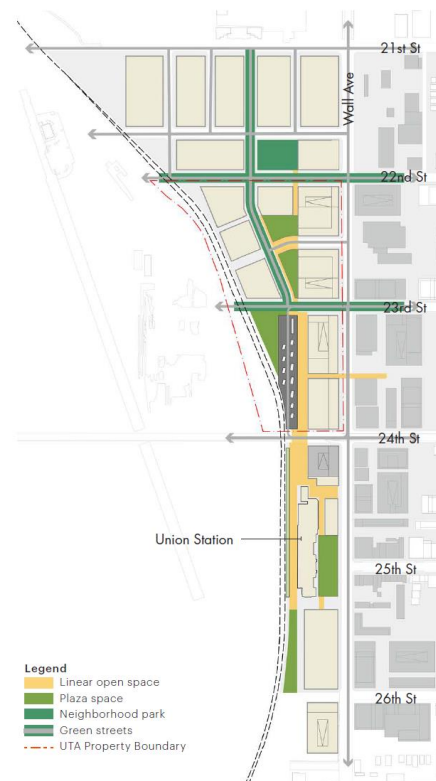 21st St
Wall Ave
22nd St
23rd St
24th St
Union Station
25th St
26th St
Legend
Linear open space
Plaza space
Neighborhood park
Green streets
UTA Property Boundary